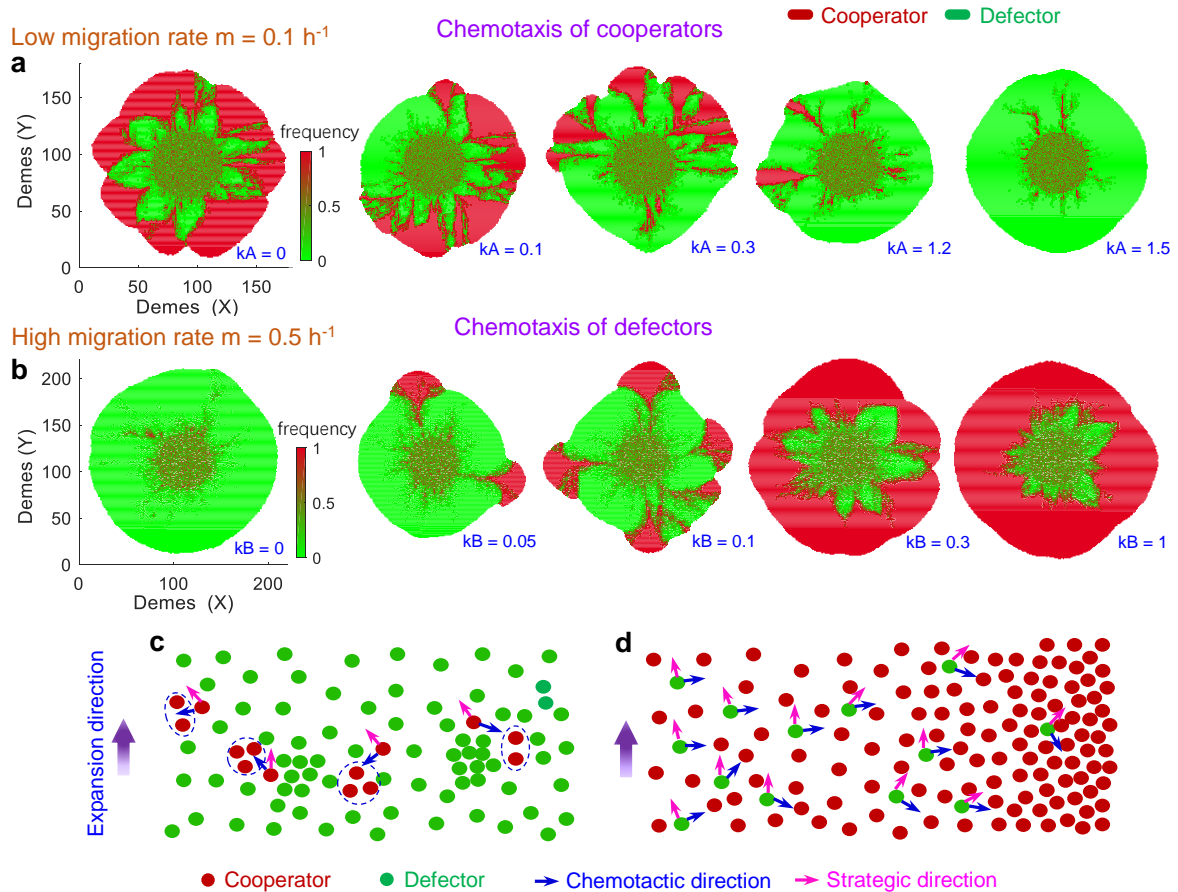 Cooperator Defector
Low migration rate m = 0.1 h-1
Chemotaxis of cooperators
a
150
100
50
0
Demes (Y)
0 50 100 150
Demes (X)
frequency
1
0.5
0
kA = 0
kA = 0.1
kA = 0.3
kA = 1.2
kA = 1.5
High migration rate m = 0.5 h-1
Chemotaxis of defectors
b
200
150
100
50
0
Demes (Y)
0 100 200
Demes (X)
frequency
1
0.5
0
kB = 0
kB = 0.05
kB = 0.1
kB = 0.3
kB = 1
c
d
Expansion direction
Cooperator Defector Chemotactic direction Strategic direction